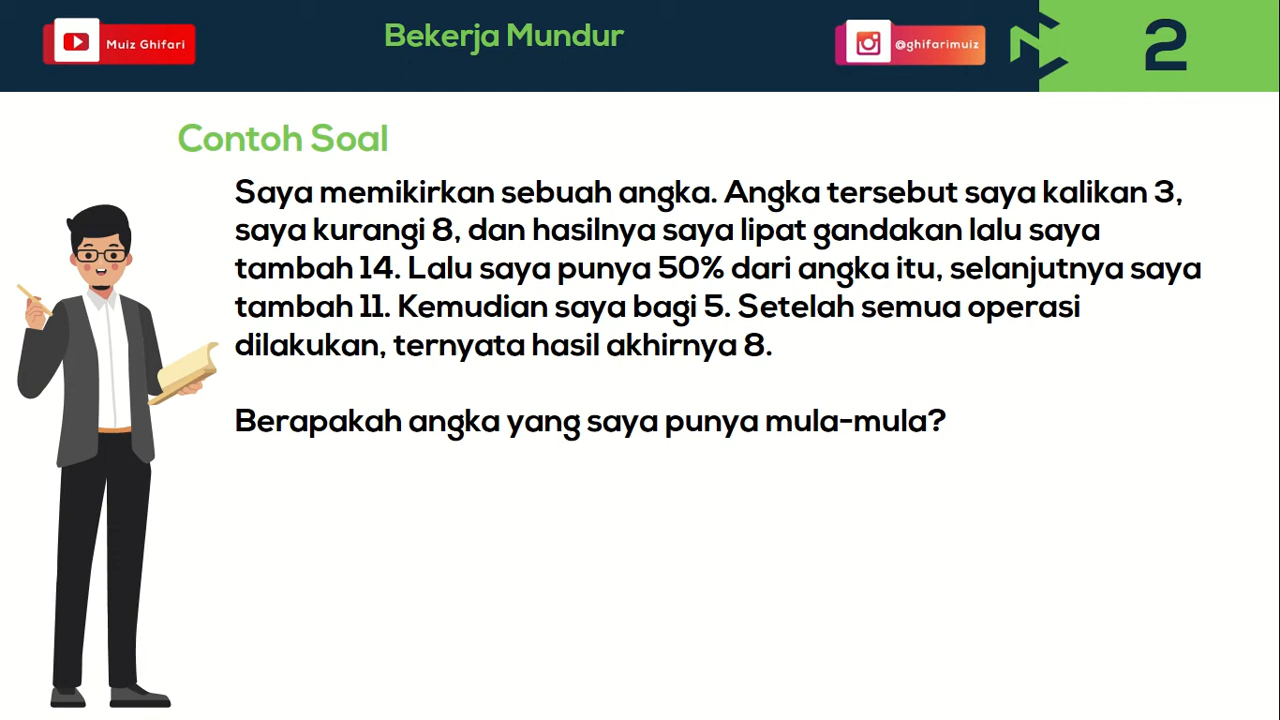 Muiz Ghifari
Bekerja Mundur
@ghifarimuiz
2
Contoh Soal
Saya memikirkan sebuah angka. Angka tersebut saya kalikan 3,
saya kurangi 8, dan hasilnya saya lipat gandakan lalu saya
tambah 14. Lalu saya punya 50% dari angka itu, selanjutnya saya
tambah 11. Kemudian saya bagi 5. Setelah semua operasi
dilakukan, ternyata hasil akhirnya 8.
Berapakah angka yang saya punya mula-mula?